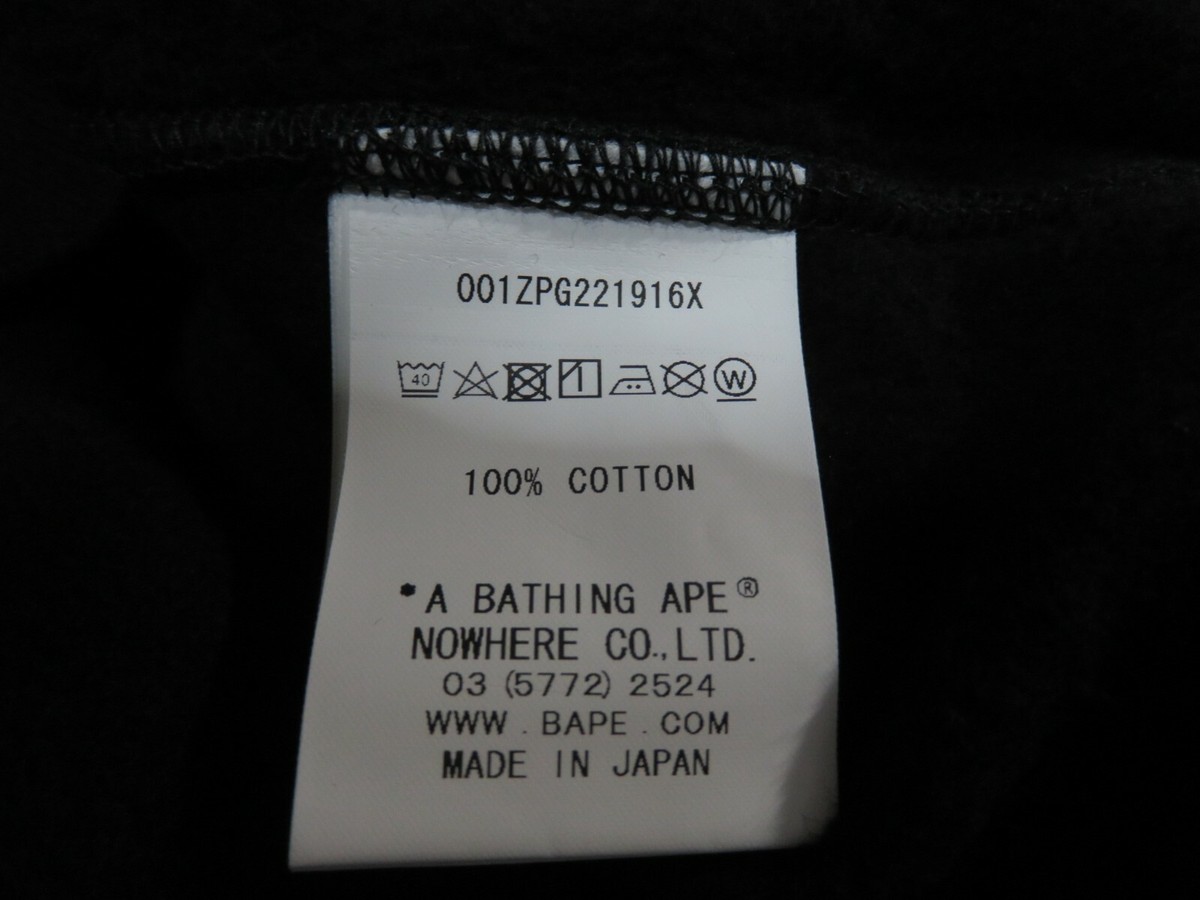 001ZPG221916X
40 W
100% COTTON
*A BATHING APE®
NOWHERE CO.,LTD.
03 (5772) 2524
WWW . BAPE . COM
MADE IN JAPAN